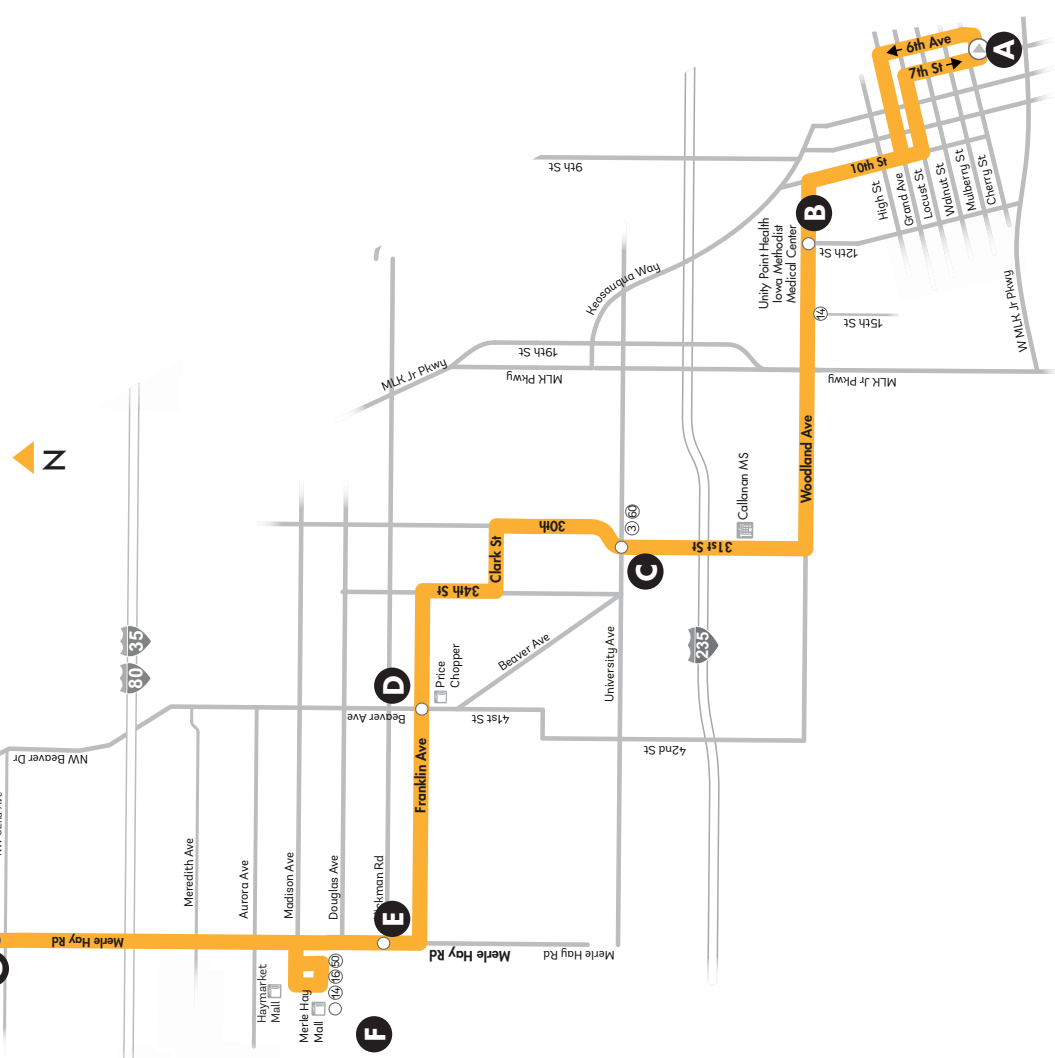 6th Ave
A
7th St
10th St
9th St
High St
Grand Ave
Locust St
Walnut St
Mulberry St
Cherry St
B
Unity Point Health
Iowa Methodist
Medical Center
12th St
14
15th St
W MLK Jr Pkwy
Keosauqua Way
19th St
MLK Jr Pkwy
MLK Pkwy
MLK Jr Pkwy
N
Woodland Ave
Callanan MS
3 60
30th
31st St
Clark St
C
34th St
35
80
235
Beaver Ave
University Ave
D
Price
Chopper
Beaver Ave
41st St
42nd St
NW Beaver Dr
Franklin Ave
Meredith Ave
Aurora Ave
Madison Ave
Douglas Ave
E
Merle Hay Rd
Merle Hay Rd
Merle Hay Rd
Haymarket
Mall
Merle Hay
Mall
14 16 50
F